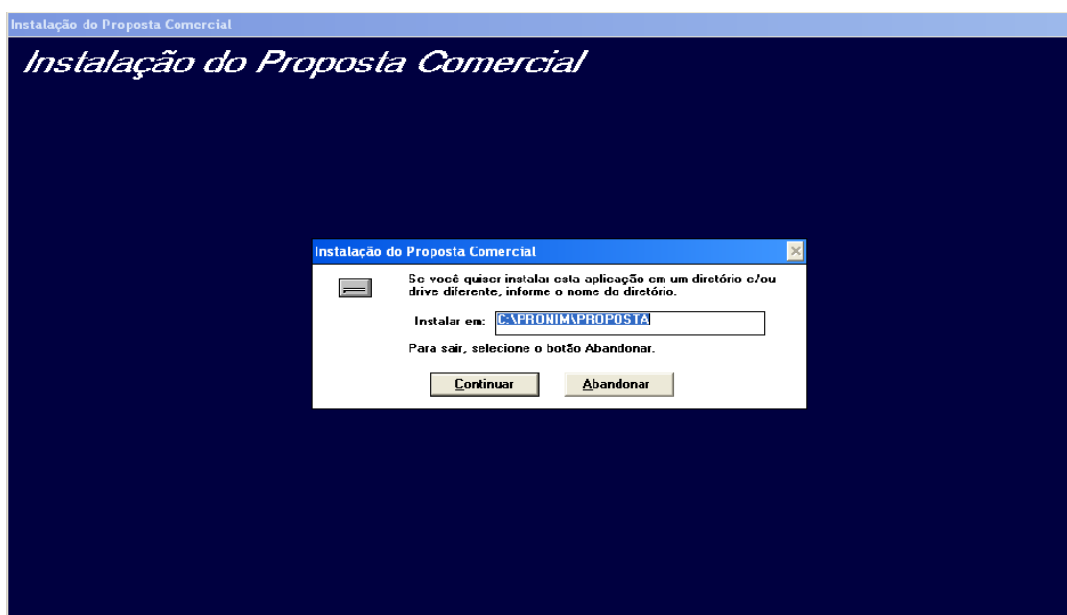 Instalação do Proposta Comercial
Instalação do Proposta Comercial
Instalação do Proposta Comercial
Se você quiser instalar esta aplicação em um diretório e/ou
drive diferente, informe o nome do diretório.
Instalar em: C:\PRONIM\PROPOSTA
Para sair, selecione o botão Abandonar.
Continuar Abandonar